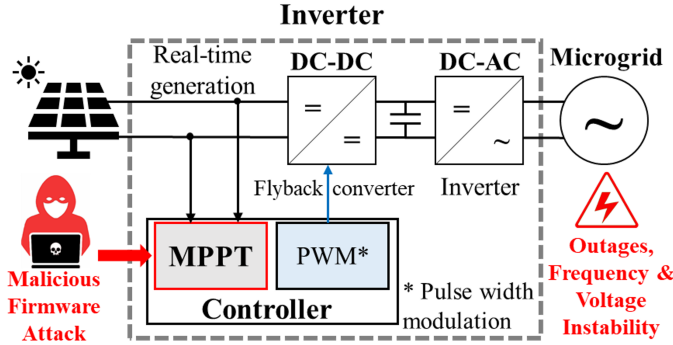 Inverter
Real-time
generation
DC-DC
DC-AC
Microgrid
=
=
=
~
~
Flyback converter
Inverter
MPPT
PWM*
Controller
* Pulse width
modulation
Malicious
Firmware
Attack
Outages,
Frequency &
Voltage
Instability